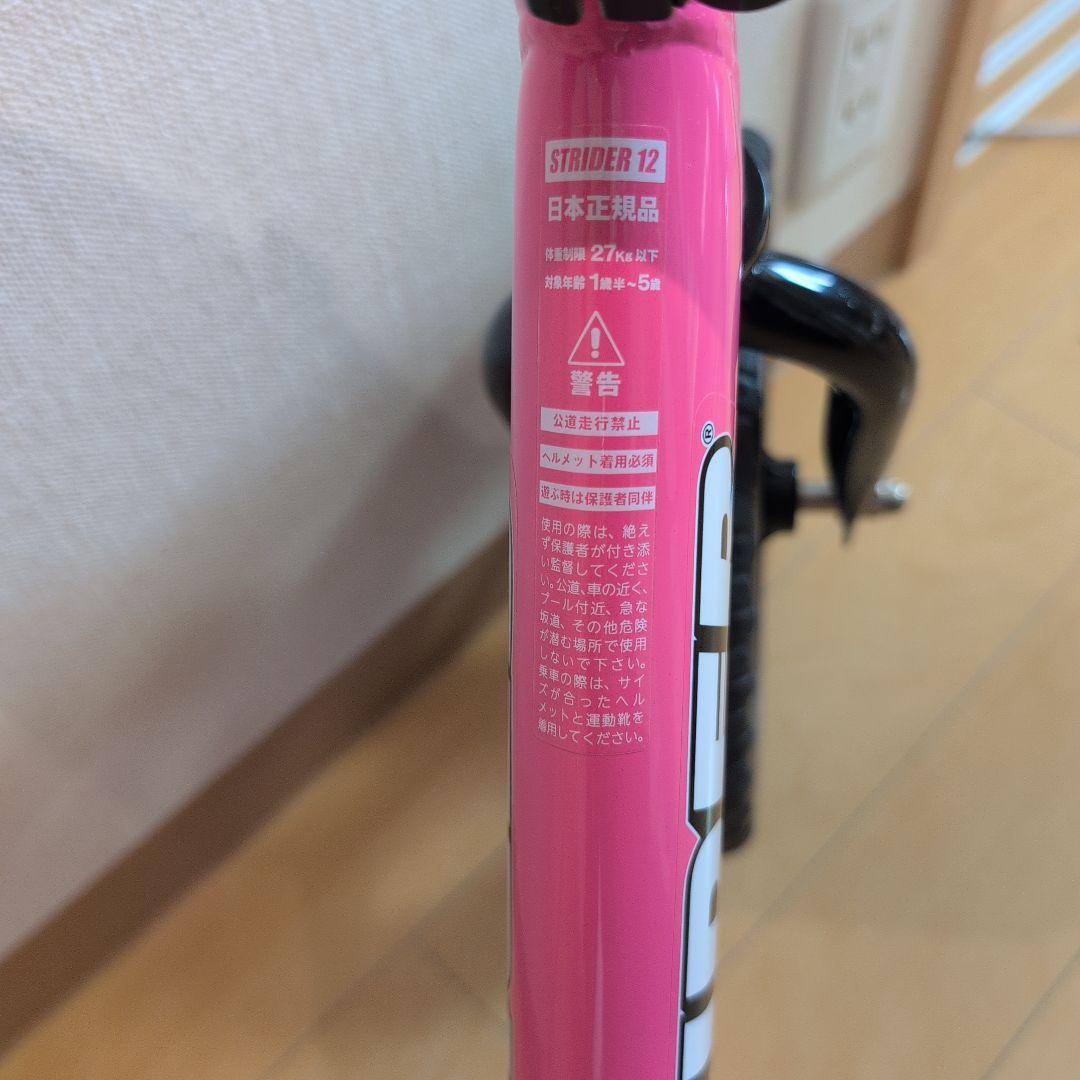 STRIDER 12
日本正規品
体重制限 27Kg 以下
対象年齢 1歳半～5歳
警告
公道走行禁止
ヘルメット着用必須
遊ぶ時は保護者同伴
使用の際は、絶え
ず保護者が付き添
い監督してくださ
い。公道、車の近く、
プール付近、急な
坂道、その他危険
が潜む場所で使用
しないで下さい。
乗車の際は、サイ
ズが合ったヘル
メットと運動靴を
着用してください。
®